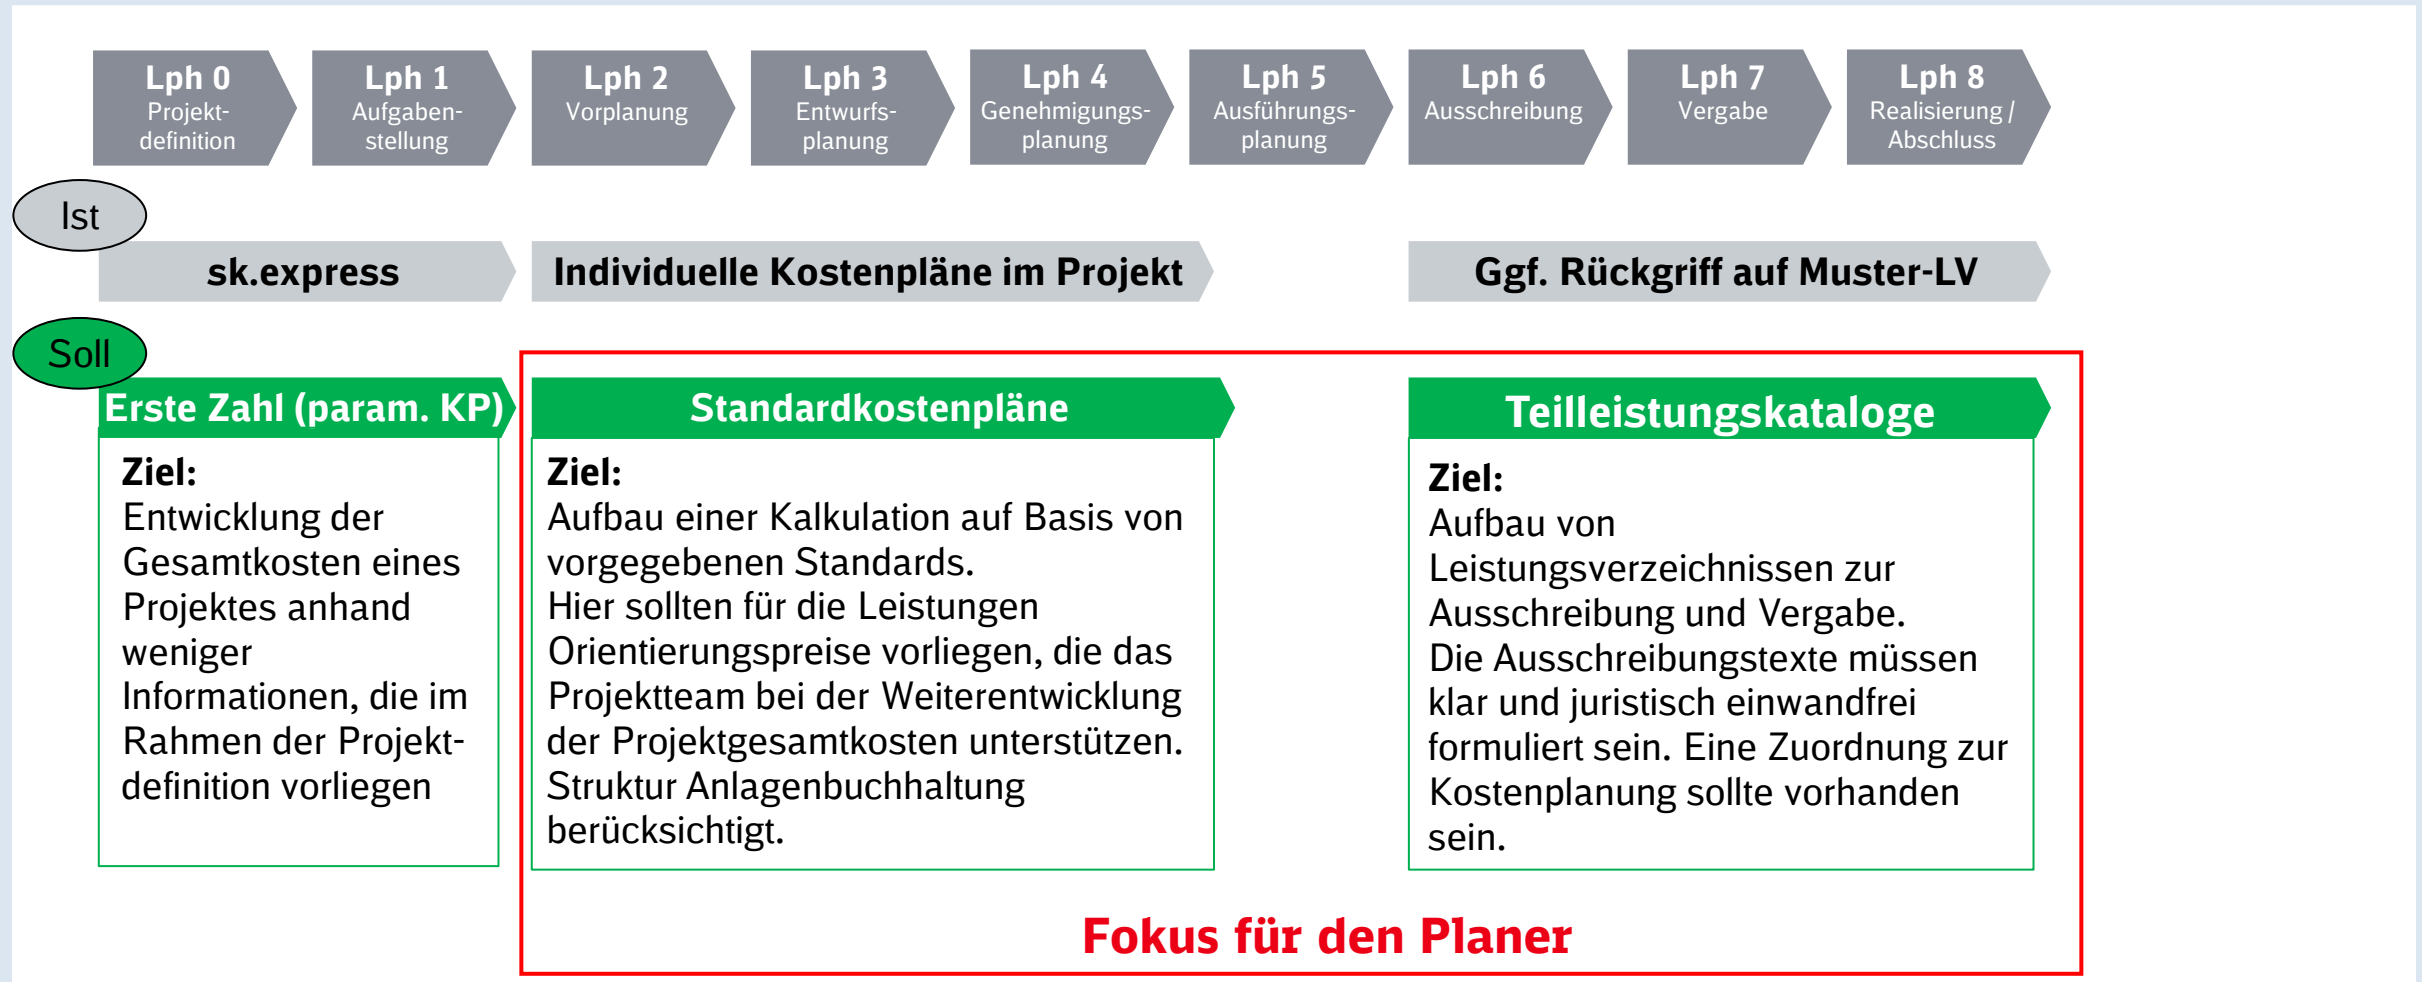 Lph 0
Projekt-
definition
Lph 1
Aufgaben-
stellung
Lph 2
Vorplanung
Lph 3
Entwurfs-
planung
Lph 4
Genehmigungs-
planung
Lph 5
Ausführungs-
planung
Lph 6
Ausschreibung
Lph 7
Vergabe
Lph 8
Realisierung /
Abschluss
Ist
sk.express
Individuelle Kostenpläne im Projekt
Ggf. Rückgriff auf Muster-LV
Soll
Erste Zahl (param. KP)
Ziel:
Entwicklung der
Gesamtkosten eines
Projektes anhand
weniger
Informationen, die im
Rahmen der Projekt-
definition vorliegen
Standardkostenpläne
Ziel:
Aufbau einer Kalkulation auf Basis von
vorgegebenen Standards.
Hier sollten für die Leistungen
Orientierungspreise vorliegen, die das
Projektteam bei der Weiterentwicklung
der Projektgesamtkosten unterstützen.
Struktur Anlagenbuchhaltung
berücksichtigt.
Teilleistungskataloge
Ziel:
Aufbau von
Leistungsverzeichnissen zur
Ausschreibung und Vergabe.
Die Ausschreibungstexte müssen
klar und juristisch einwandfrei
formuliert sein. Eine Zuordnung zur
Kostenplanung sollte vorhanden
sein.
Fokus für den Planer